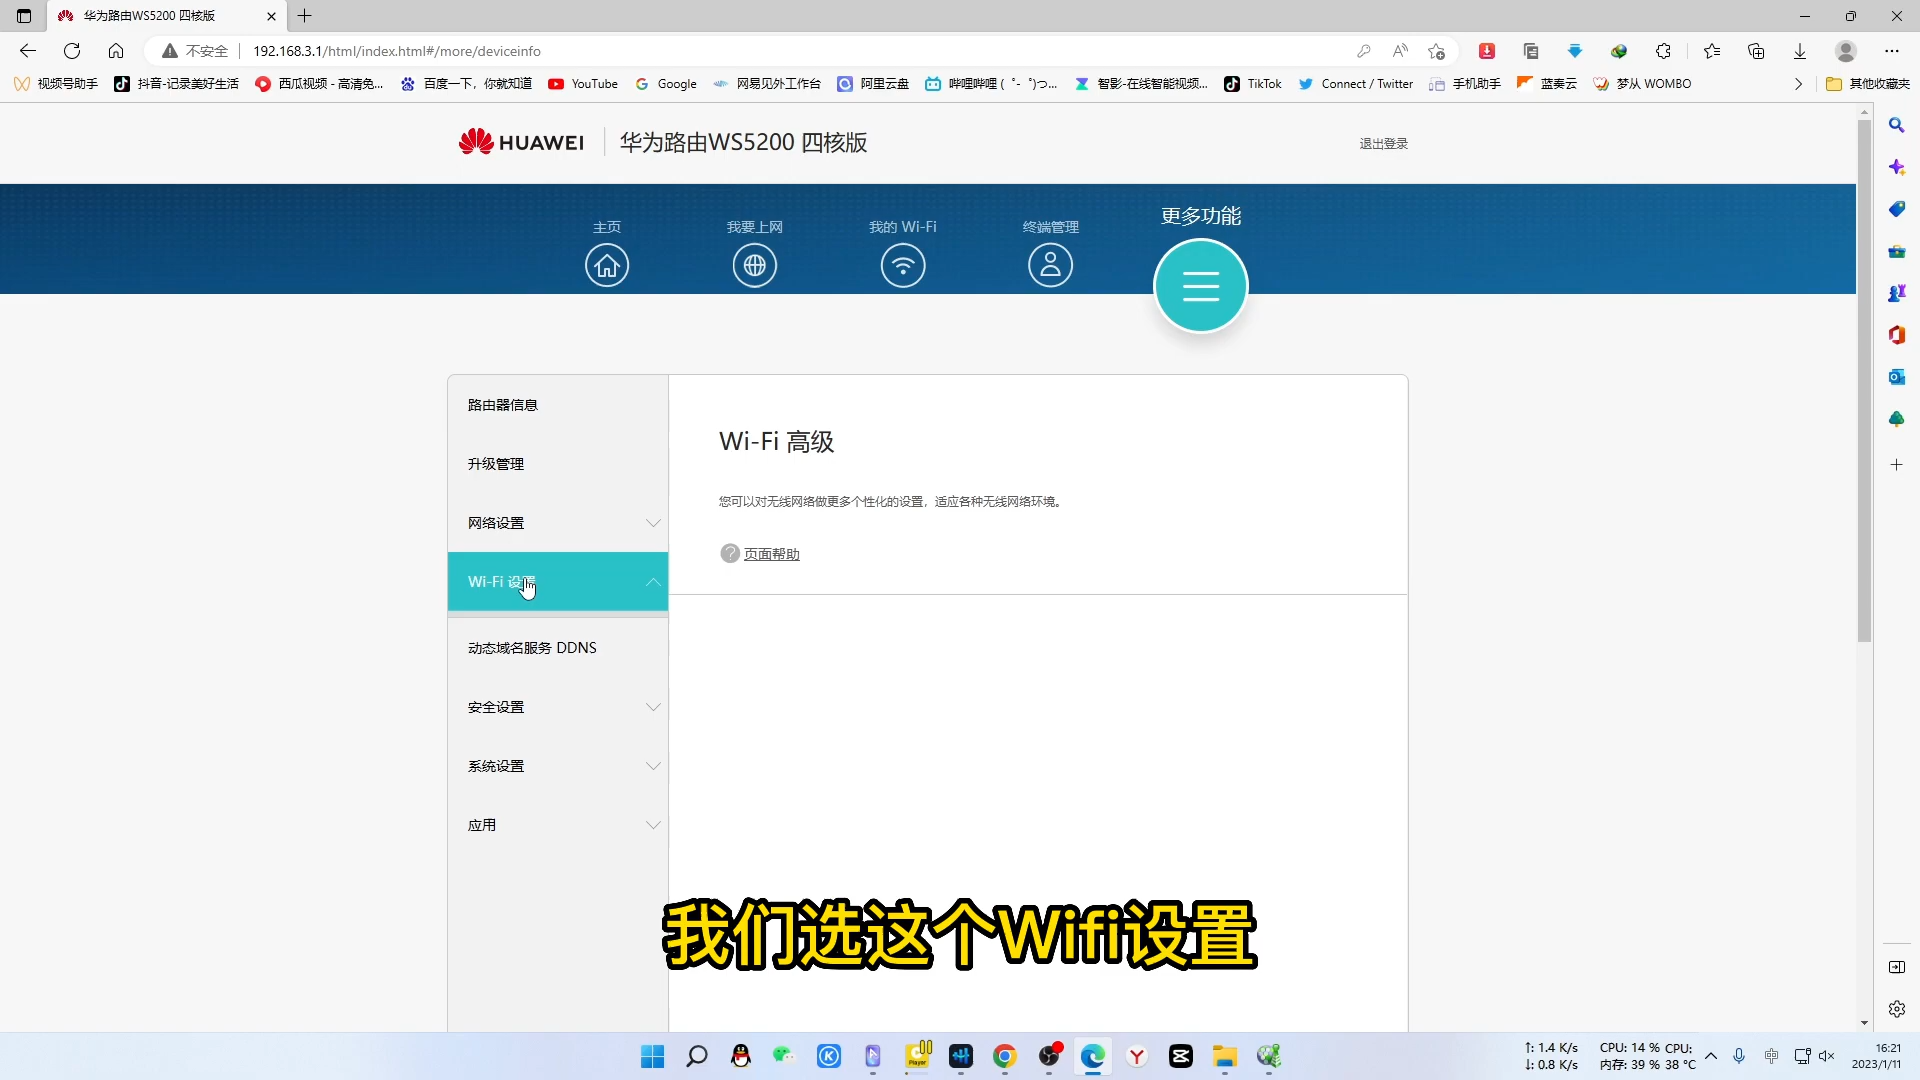 华为路由WS5200 四核版
不安全
192.168.3.1/html/index.html#/more/deviceinfo
视频号助手
抖音-记录美好生活
西瓜视频 - 高清免...
百度一下，你就知道
YouTube
Google
网易见外工作台
阿里云盘
哔哩哔哩 (゜-゜)つ...
智影-在线智能视频...
TikTok
Connect / Twitter
手机助手
蓝奏云
梦从 WOMBO
其他收藏夹
HUAWEI
华为路由WS5200 四核版
退出登录
主页
我要上网
我的 Wi-Fi
终端管理
更多功能
路由器信息
升级管理
网络设置
Wi-Fi 设置
动态域名服务 DDNS
安全设置
系统设置
应用
Wi-Fi 高级
您可以对无线网络做更多个性化的设置，适应各种无线网络环境。
? 页面帮助
我们选这个Wifi设置
Player
↑: 1.4 K/s
↓: 0.8 K/s
CPU: 14 % CPU:
内存: 39 % 38 °C
中
16:21
2023/1/11